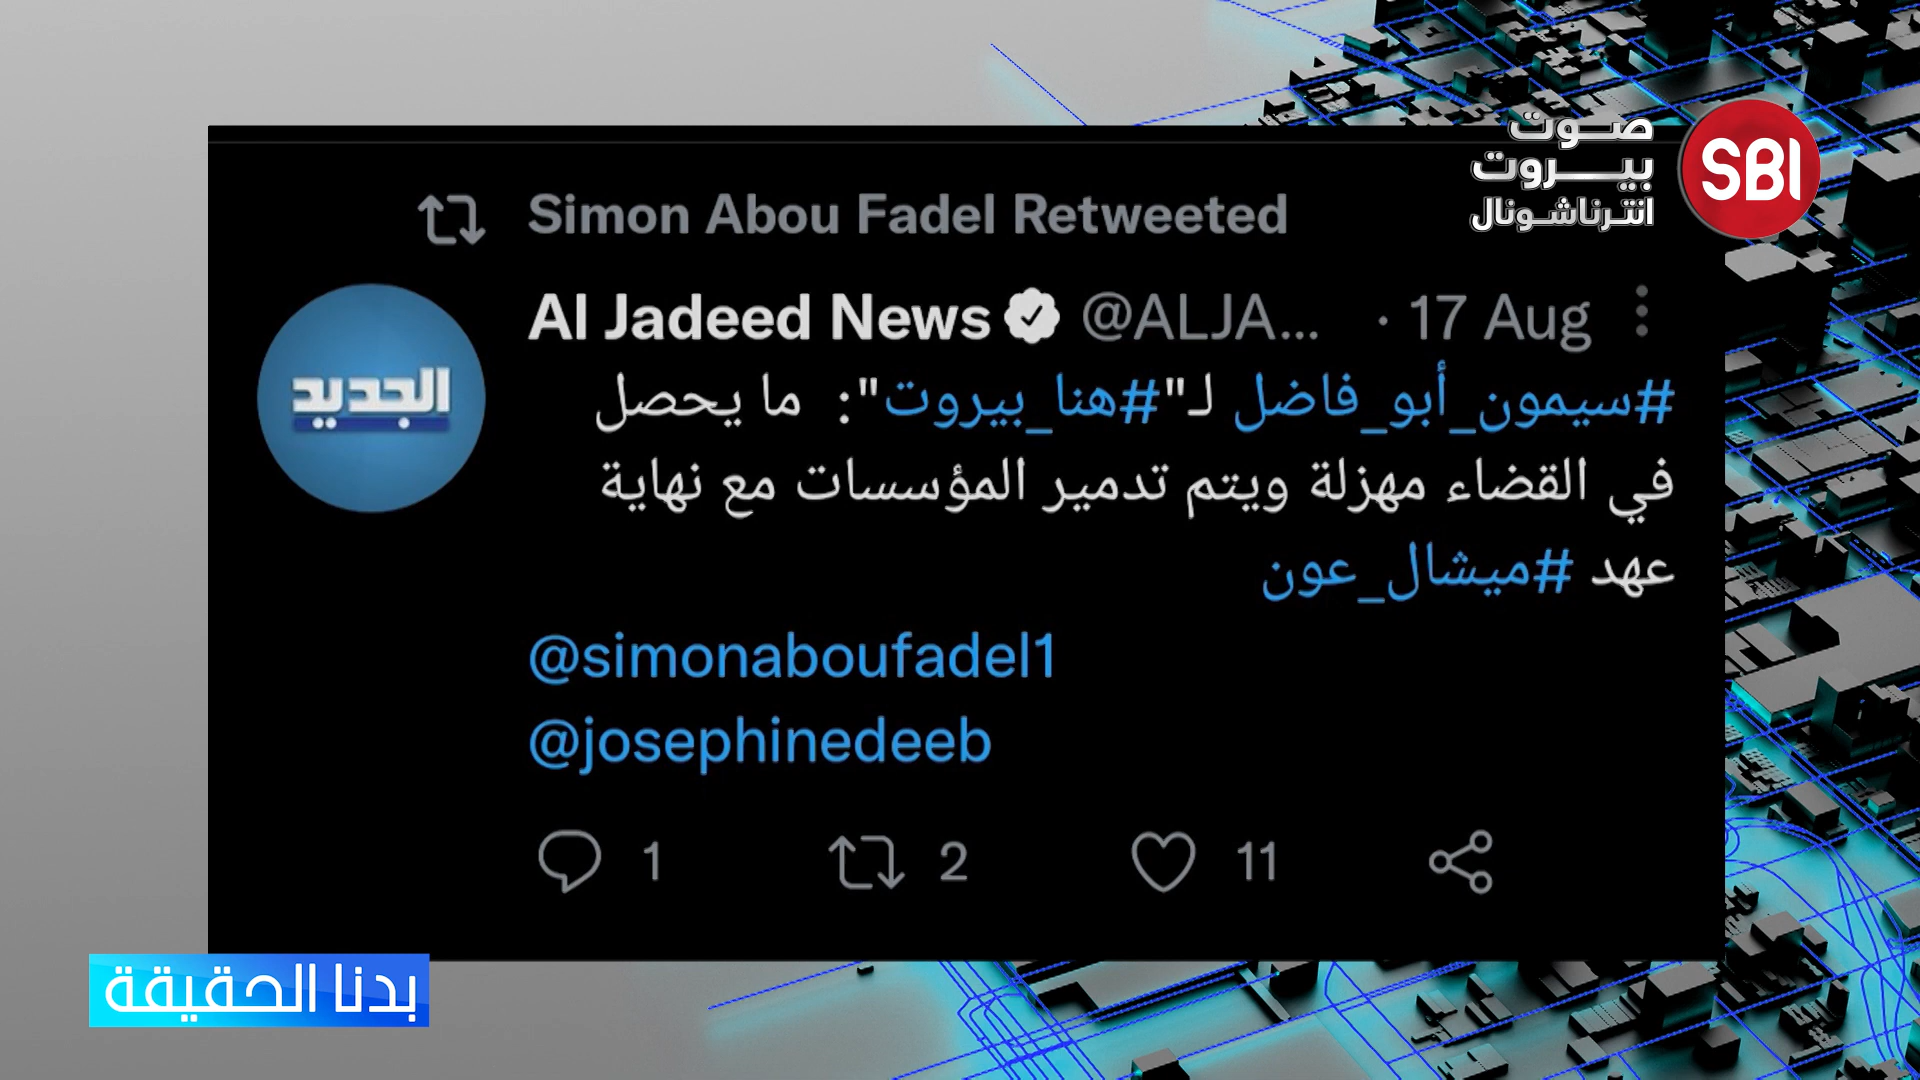 صوت
بيروت
انترناشونال
SBI
Simon Abou Fadel Retweeted
Al Jadeed News @ALJA... · 17 Aug
الجديد
#سيمون_أبو_فاضل لـ"#هنا_بيروت": ما يحصل
في القضاء مهزلة ويتم تدمير المؤسسات مع نهاية
عهد #ميشال_عون
@simonaboufadel1
@josephinedeeb
1 2 11
بدنا الحقيقة